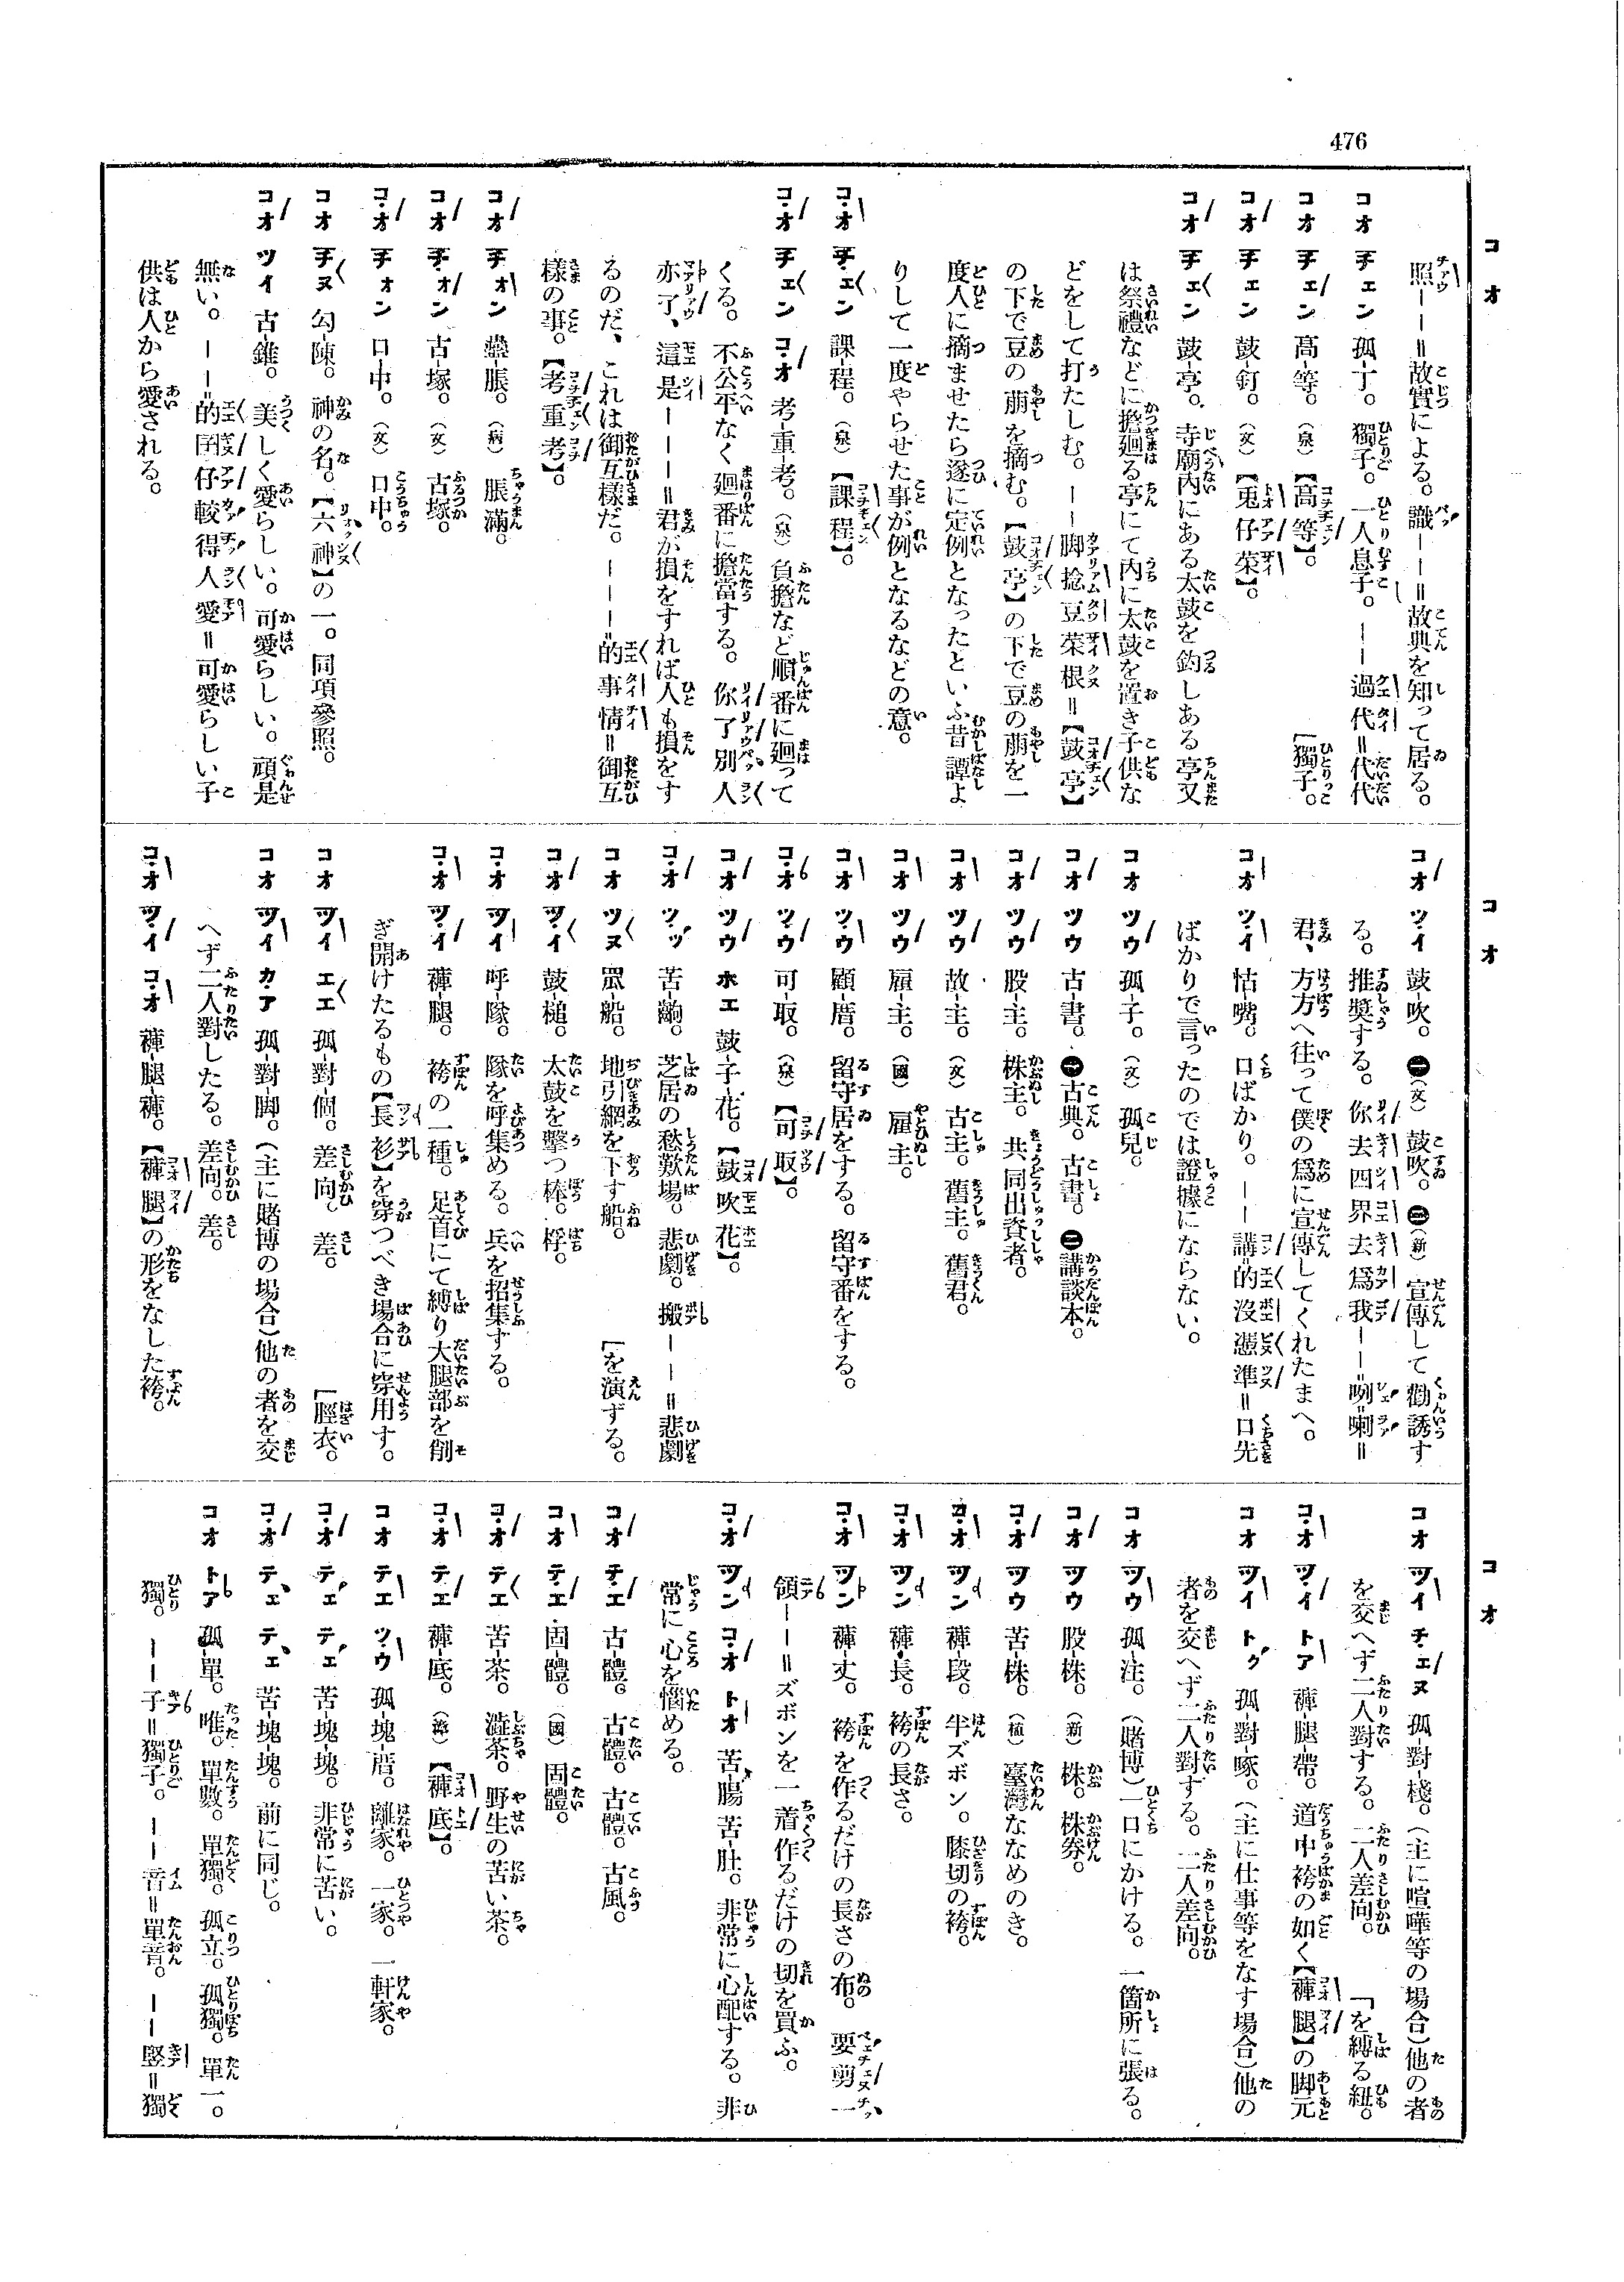 476
コオ
照ーー＝故實による。識ーー＝故典を知って居る。
コオ チェン 孤-丁。獨子。一人息子。ーー過代＝代代
コオ チェン 高-等。(泉)【高等】。[獨子。
コオ チェン 鼓-釘。(文)【兎仔菜】。
コオ チェン 鼓-亭。寺廟內にある太鼓を釣しある亭又
は祭禮などに擔廻る亭にて內に太鼓を置き子供な
どをして打たしむ。ーー脚捻豆菜根＝【鼓亭】
の下で豆の萠を摘む。【鼓亭】の下で豆の萠を一
度人に摘ませたら遂に定例となったといふ昔譚よ
りして一度やらせた事が例となるなどの意。
コオ チェン 課-程。(泉)【課程】。
コオ チェン コオ 考-重-考。(泉)負擔など順番に廻って
くる。不公平なく廻番に擔當する。你了別人
亦了、這是ーーー＝君が損をすれば人も損をす
るのだ、これは御互樣だ。ーーー的事情＝御互
樣の事。【考重考】。
コオ チォン 蠱-脹。(病)脹滿。
コオ チォン 古-塚。(文)古塚。
コオ チォン 口-中。(文)口中。
コオ チヌ 勾-陳。神の名。【六神】の一。同項參照。
コオ ツイ 古-錐。美しく愛らしい。可愛らしい。頑是
無い。ーー的囝仔較得人愛＝可愛らしい子
供は人から愛される。
コオ
コオ ツイ 鼓-吹。㊀(文)鼓吹。㊁(新)宣傳して勸誘す
る。推奬する。你去四界去爲我ーー咧-喇＝
君、方方へ往って僕の爲に宣傳してくれたまへ。
コオ ツイ 怙-嘴。口ばかり。ーー講的沒憑準＝口先
ばかりで言ったのでは證據にならない。
コオ ツウ 孤-子。(文)孤兒。
コオ ツウ 古-書。㊀古典。古書。㊁講談本。
コオ ツウ 股-主。株主。共同出資者。
コオ ツウ 故-主。(文)古主。舊主。舊君。
コオ ツウ 雇-主。(國)雇主。
コオ ツウ 顧-厝。留守居をする。留守番をする。
コオ ツウ 可-取。(泉)【可取】。
コオ ツウ ホエ 鼓-子-花。【鼓吹花】。
コオ ツッ 苦-齣。芝居の愁歎場。悲劇。搬ーー＝悲劇
コオ ツヌ 罛-船。地引網を下す船。[を演ずる。
コオ ツイ 鼓-槌。太鼓を擊つ棒。桴。
コオ ツイ 呼-隊。隊を呼集める。兵を招集する。
コオ ツイ 褲-腿。袴の一種。足首にて縛り大腿部を削
ぎ開けたるもの【長衫】を穿つべき場合に穿用す。
コオ ツイ エエ 孤-對-個。差向。差。[脛衣。
コオ ツイ カア 孤-對-脚。(主に賭博の場合)他の者を交
へず二人對したる。差向。差。
コオ ツイ コオ 褲-腿-褲。【褲腿】の形をなした袴。
コオ
コオ ツイ チェヌ 孤-對-棧。(主に喧嘩等の場合)他の者
を交へず二人對する。二人差向。[を縛る紐。
コオ ツイ トア 褲-腿-帶。道中袴の如く【褲腿】の脚元
コオ ツイ トク 孤-對-啄。(主に仕事等をなす場合)他の
者を交へず二人對する。二人差向。
コオ ツウ 孤-注。(賭博)一口にかける。一箇所に張る。
コオ ツウ 股-株。(新)株。株券。
コオ ツウ 苦-株。(植)臺灣ななめのき。
コオ ツン 褲-段。半ズボン。膝切の袴。
コオ ツン 褲-長。袴の長さ。
コオ ツン 褲-丈。袴を作るだけの長さの布。要剪一
領ーー＝ズボンを一着作るだけの切を買ふ。
コオ ツン コオ トオ 苦-腸 苦-肚。非常に心配する。非
常に心を惱める。
コオ テエ 古-體。古體。古體。古風。
コオ テエ 固-體。(國)固體。
コオ テエ 苦-茶。澁茶。野生の苦い茶。
コオ テエ 褲-底。【褲底】。
コオ テエ ツウ 孤-塊-厝。離家。一家。一軒家。
コオ テェ テェ 苦-塊-塊。非常に苦い。
コオ テェ テェ 苦-塊-塊。前に同じ。
コオ トア 孤-單。唯。單數。單獨。孤立。孤獨。單一。
獨。ーー子＝獨子。ーー音＝單音。ーー竪＝獨